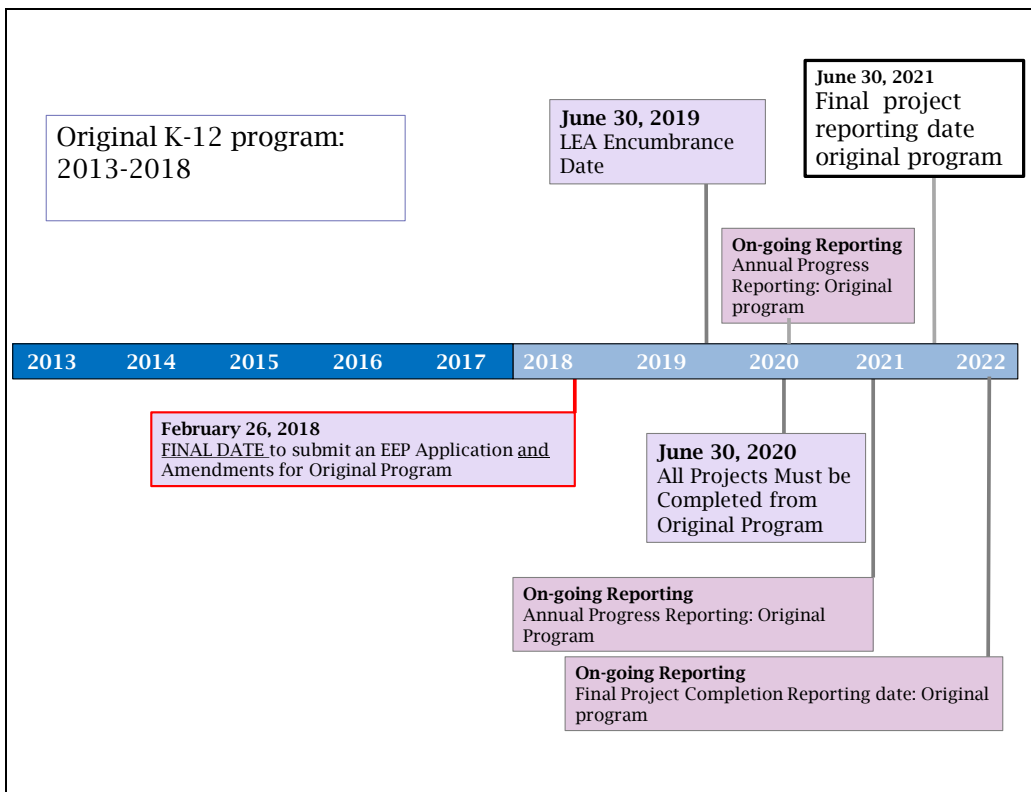 Original K-12 program:
2013-2018
June 30, 2019
LEA Encumbrance
Date
June 30, 2021
Final project
reporting date
original program
On-going Reporting
Annual Progress
Reporting: Original
program
2013 2014 2015 2016 2017 2018 2019 2020 2021 2022
February 26, 2018
FINAL DATE to submit an EEP Application and
Amendments for Original Program
June 30, 2020
All Projects Must be
Completed from
Original Program
On-going Reporting
Annual Progress Reporting: Original
Program
On-going Reporting
Final Project Completion Reporting date: Original
program